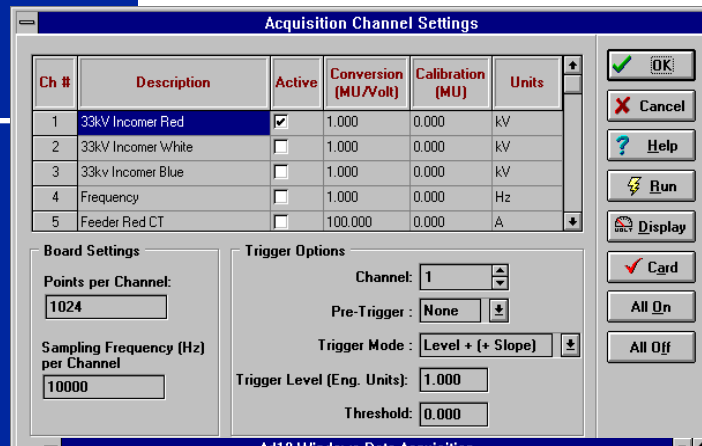 Acquisition Channel Settings
Ch # Description Active Conversion (MU/Volt) Calibration (MU) Units
1 33kV Incomer Red 1.000 0.000 kV
2 33kV Incomer White 1.000 0.000 kV
3 33kv Incomer Blue 1.000 0.000 kV
4 Frequency 1.000 0.000 Hz
5 Feeder Red CT 100.000 0.000 A
OK
Cancel
Help
Run
VOLT Display
Card
All On
All Off
Board Settings
Points per Channel:
1024
Sampling Frequency (Hz)
per Channel
10000
Trigger Options
Channel: 1
Pre-Trigger : None
Trigger Mode : Level + (+ Slope)
Trigger Level (Eng. Units): 1.000
Threshold: 0.000